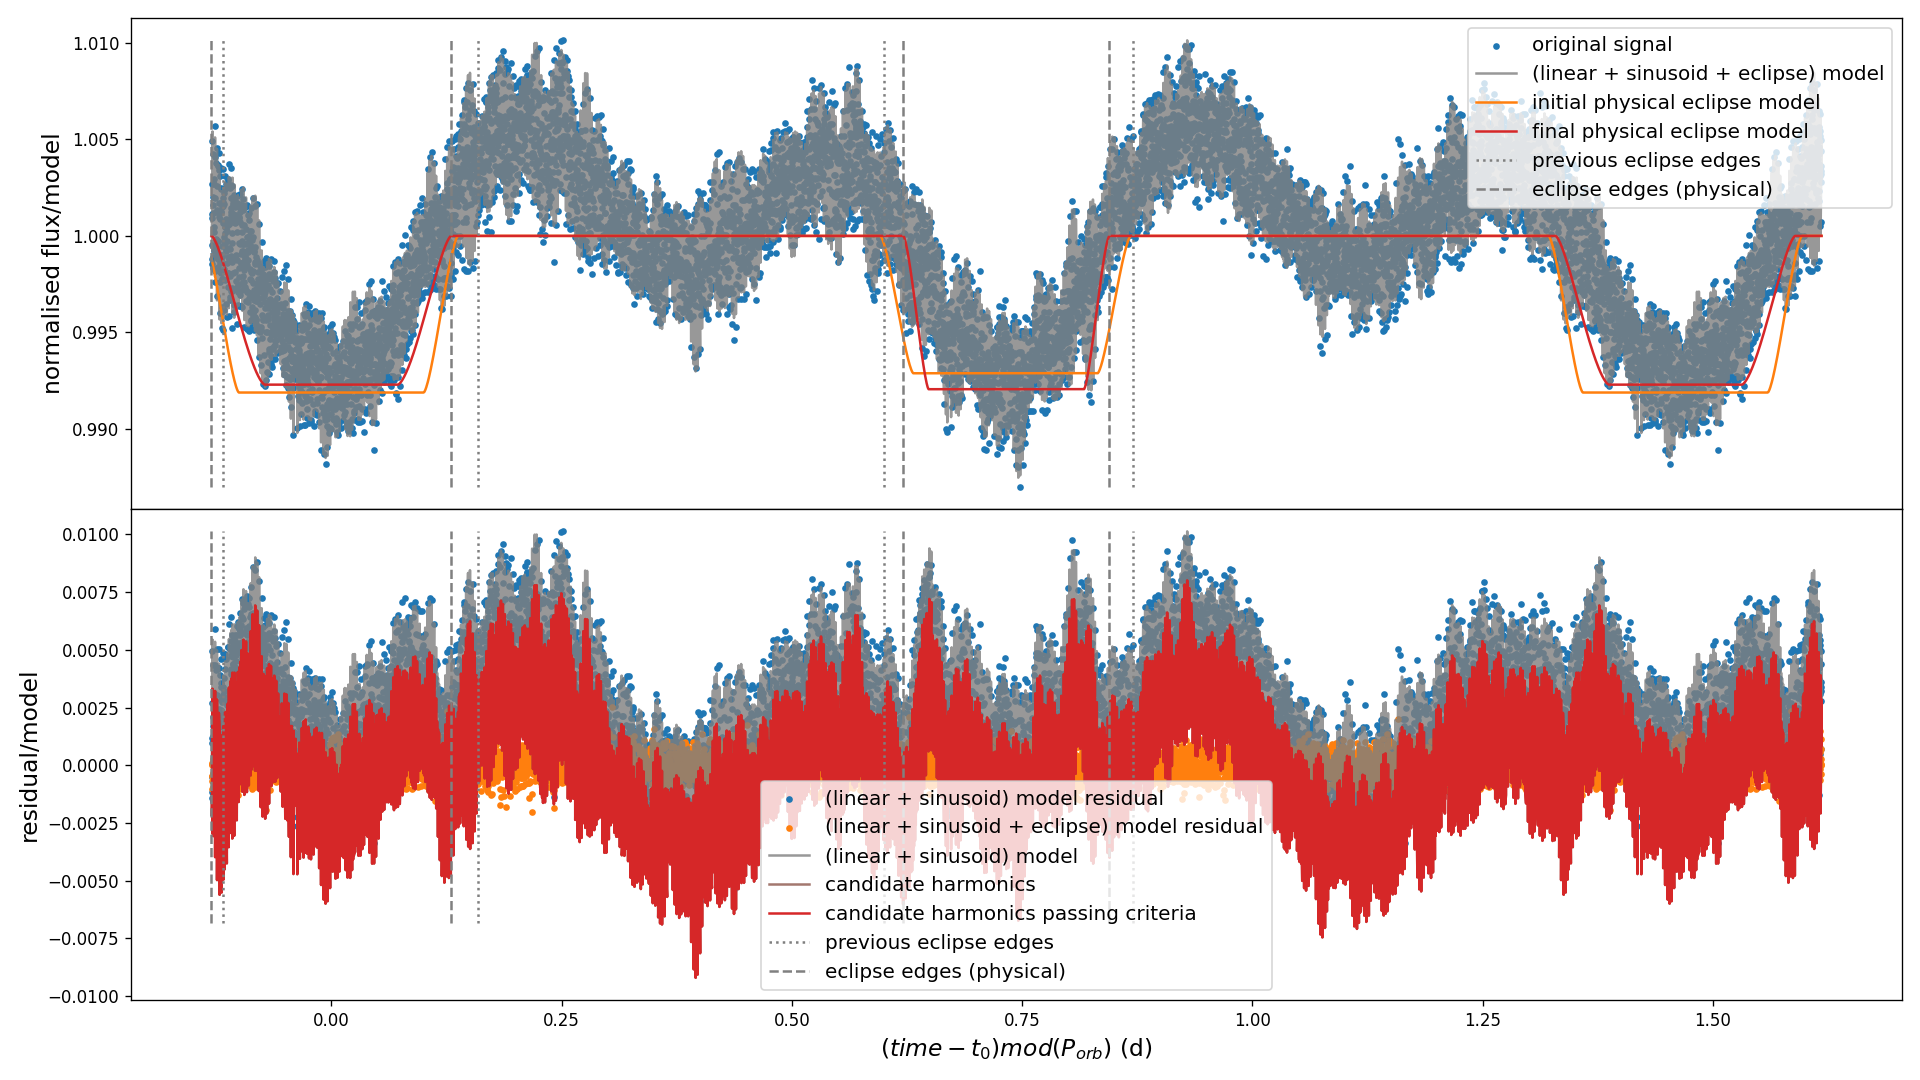 normalised flux/model
1.010
1.005
1.000
0.995
0.990
original signal
(linear + sinusoid + eclipse) model
initial physical eclipse model
final physical eclipse model
previous eclipse edges
eclipse edges (physical)
residual/model
0.0100
0.0075
0.0050
0.0025
0.0000
−0.0025
−0.0050
−0.0075
−0.0100
(linear + sinusoid) model residual
(linear + sinusoid + eclipse) model residual
(linear + sinusoid) model
candidate harmonics
candidate harmonics passing criteria
previous eclipse edges
eclipse edges (physical)
0.00 0.25 0.50 0.75 1.00 1.25 1.50
(time − t₀)mod(P_orb) (d)